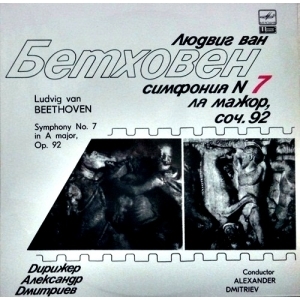 Людвиг ван
Бетховен
симфония N 7
ля мажор,
соч. 92
Ludvig van
BEETHOVEN
Symphony No. 7
in A major,
Op. 92
Дирижер
Александр
Дмитриев
Conductor
ALEXANDER
DMITRIEV